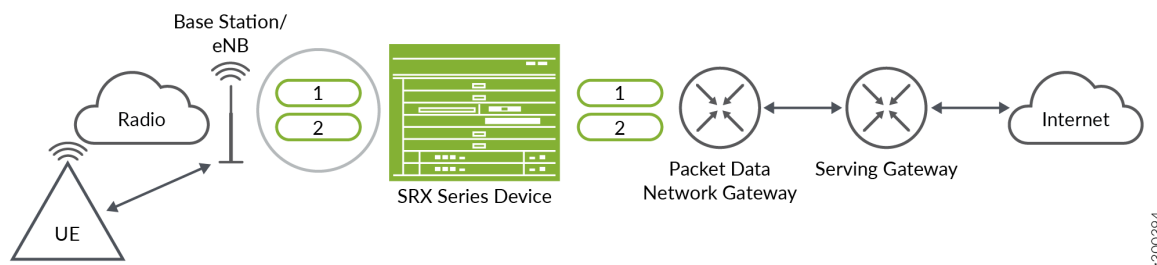 Base Station/
eNB
Radio
UE
1
2
SRX Series Device
1
2
Packet Data
Network Gateway
Serving Gateway
Internet